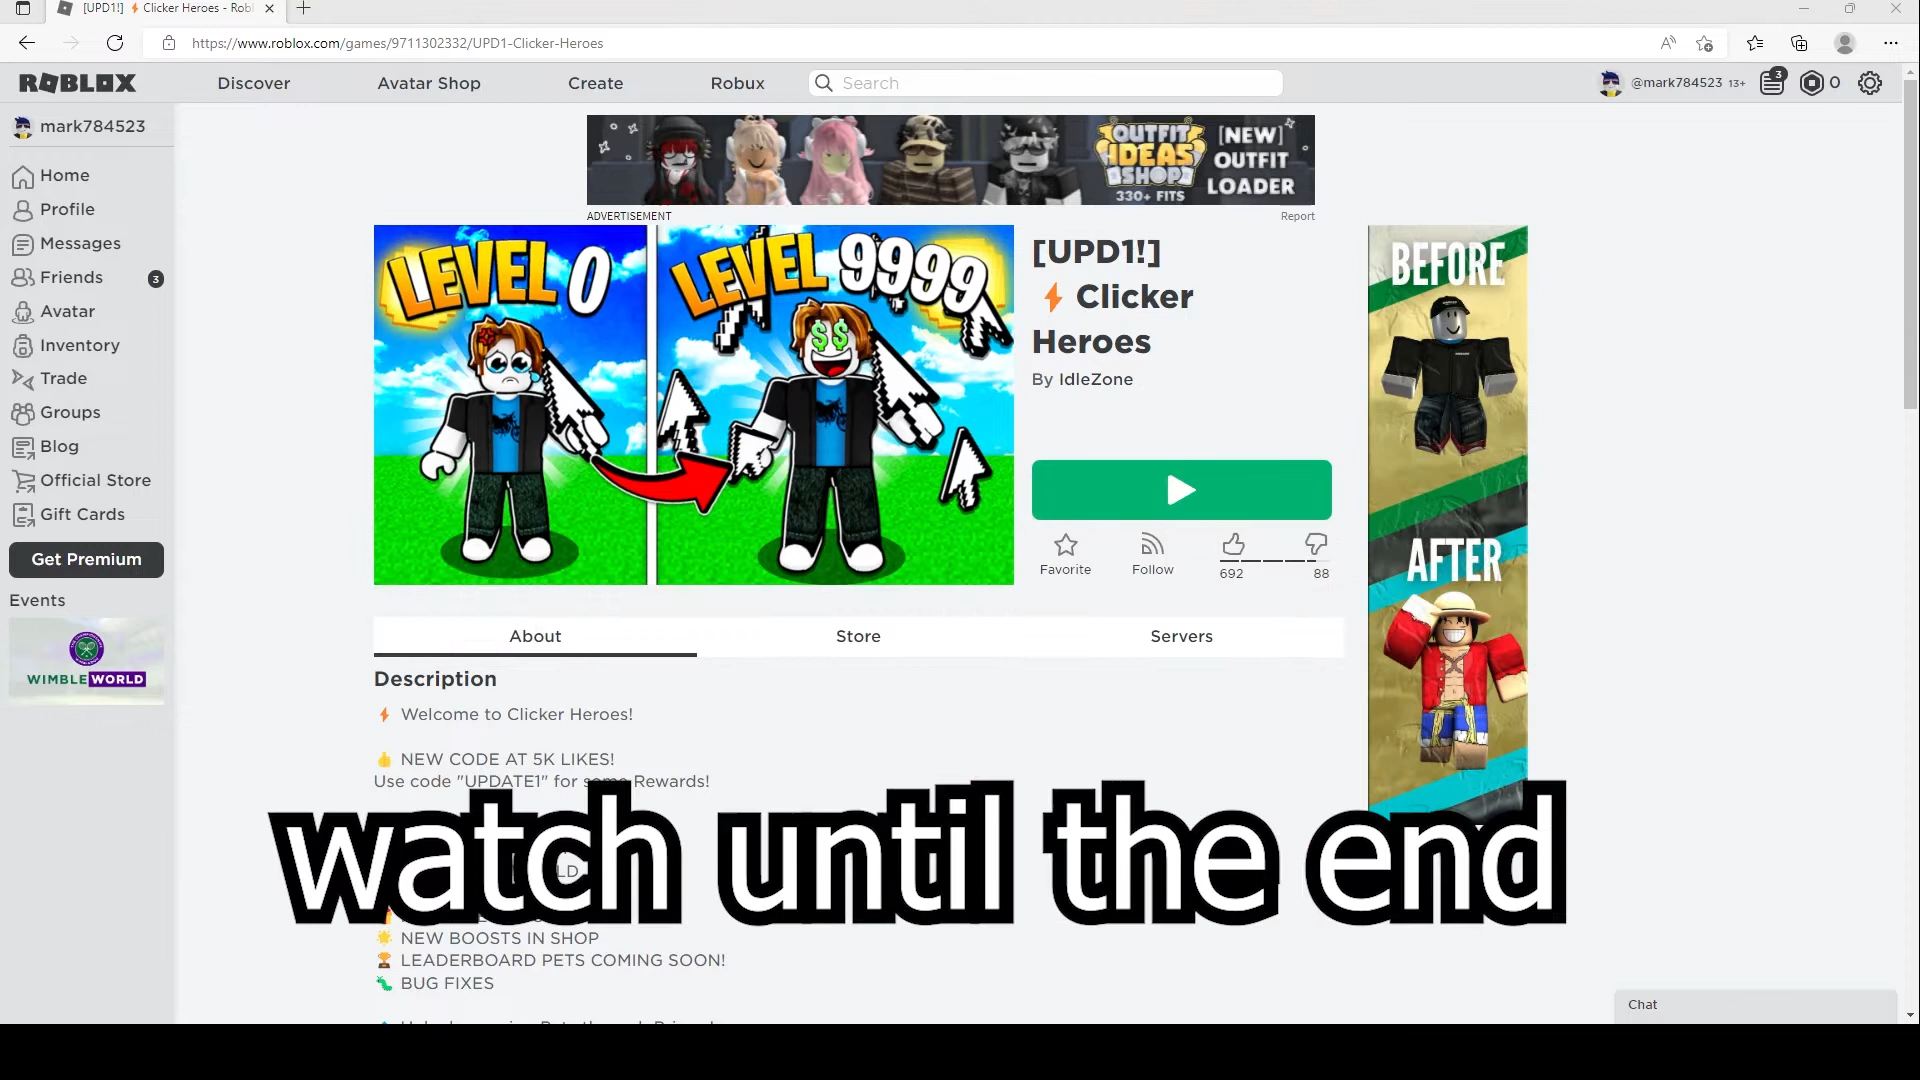 [UPD1!] ⚡ Clicker Heroes - Rob
https://www.roblox.com/games/9711302332/UPD1-Clicker-Heroes
ROBLOX
Discover
Avatar Shop
Create
Robux
Search
@mark784523 13+
3
0
mark784523
Home
Profile
Messages
Friends 3
Avatar
Inventory
Trade
Groups
Blog
Official Store
Gift Cards
Get Premium
Events
WIMBLEWORLD
OUTFIT
IDEAS
SHOP
330+ FITS
[NEW]
OUTFIT
LOADER
ADVERTISEMENT
Report
LEVEL 0
LEVEL 9999
[UPD1!]
⚡ Clicker
Heroes
By IdleZone
Favorite
Follow
692
88
BEFORE
AFTER
About
Store
Servers
Description
⚡ Welcome to Clicker Heroes!
👍 NEW CODE AT 5K LIKES!
Use code "UPDATE1" for some Rewards!
watch until the end
🌟 NEW BOOSTS IN SHOP
🏆 LEADERBOARD PETS COMING SOON!
🐛 BUG FIXES
Chat